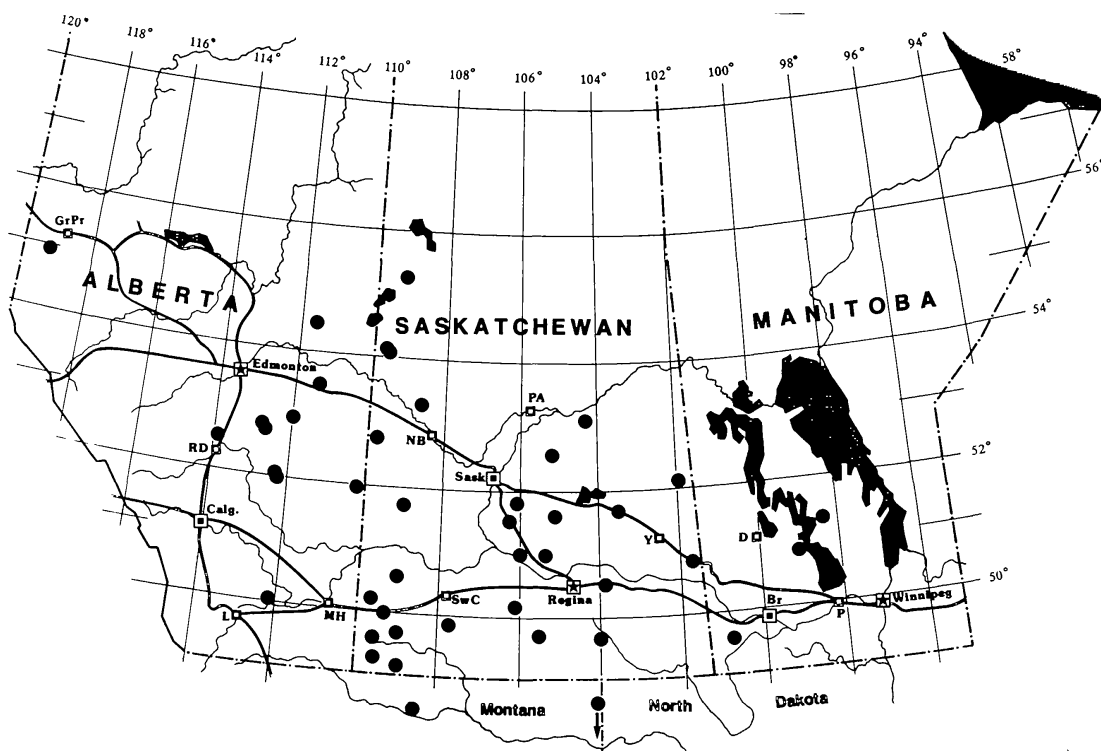 120° 118° 116° 114° 112° 110° 108° 106° 104° 102° 100° 98° 96° 94° 58°
56°
GrPr
ALBERTA
SASKATCHEWAN
MANITOBA
54°
Edmonton
PA
NB
RD
52°
Sask
Calg.
Y
D
50°
SwC
Regina
Br
Winnipeg
L
MH
P
Montana
North
Dakota